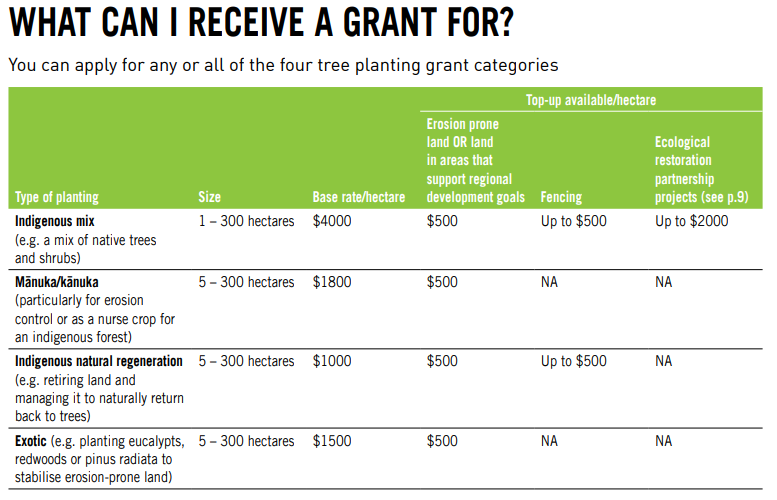 WHAT CAN I RECEIVE A GRANT FOR?
You can apply for any or all of the four tree planting grant categories
Top-up available/hectare
Type of planting Size Base rate/hectare Erosion prone
land OR land
in areas that
support regional
development goals Fencing Ecological
restoration
partnership
projects (see p.9)
Indigenous mix 1 – 300 hectares $4000 $500 Up to $500 Up to $2000
(e.g. a mix of native trees
and shrubs)
Mānuka/kānuka 5 – 300 hectares $1800 $500 NA NA
(particularly for erosion
control or as a nurse crop for
an indigenous forest)
Indigenous natural regeneration 5 – 300 hectares $1000 $500 Up to $500 NA
(e.g. retiring land and
managing it to naturally return
back to trees)
Exotic (e.g. planting eucalypts, 5 – 300 hectares $1500 $500 NA NA
redwoods or pinus radiata to
stabilise erosion-prone land)